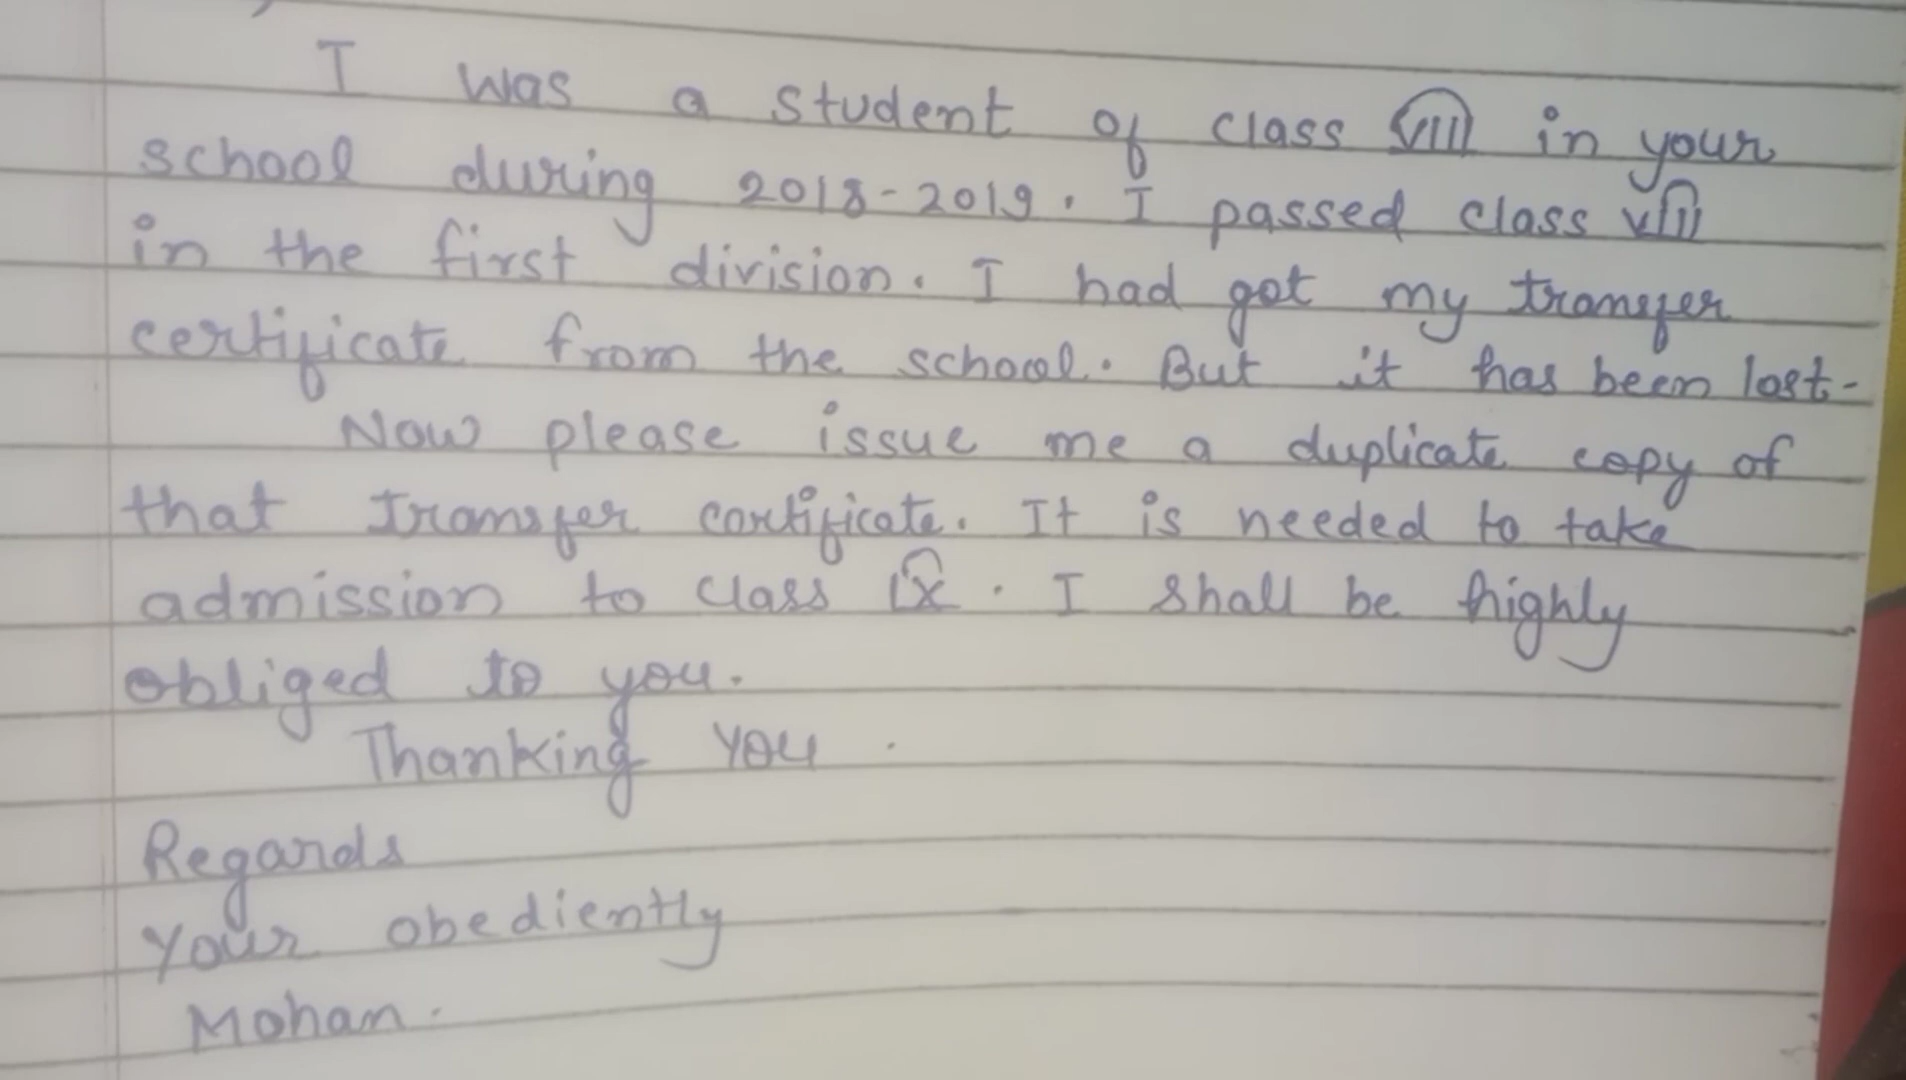 I was a student of class VIII in your
school during 2018-2019. I passed class VIII
in the first division. I had got my transfer
certificate from the school. But it has been lost-
Now please issue me a duplicate copy of
that transfer certificate. It is needed to take
admission to class IX. I shall be highly
obliged to you.
Thanking you.
Regards
Your obediently
Mohan.